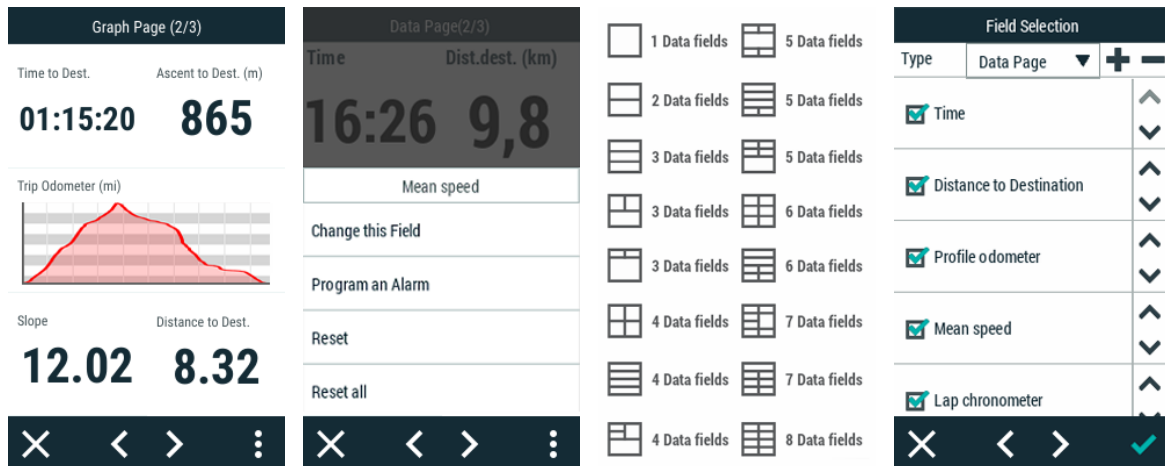 Graph Page (2/3)
Time to Dest.
Ascent to Dest. (m)
01:15:20
865
Trip Odometer (mi)
Slope
Distance to Dest.
12.02
8.32
Data Page(2/3)
Time
Dist.dest. (km)
16:26
9,8
Mean speed
Change this Field
Program an Alarm
Reset
Reset all
1 Data fields
5 Data fields
2 Data fields
5 Data fields
3 Data fields
5 Data fields
3 Data fields
6 Data fields
3 Data fields
6 Data fields
4 Data fields
7 Data fields
4 Data fields
7 Data fields
4 Data fields
8 Data fields
Field Selection
Type
Data Page
Time
Distance to Destination
Profile odometer
Mean speed
Lap chronometer